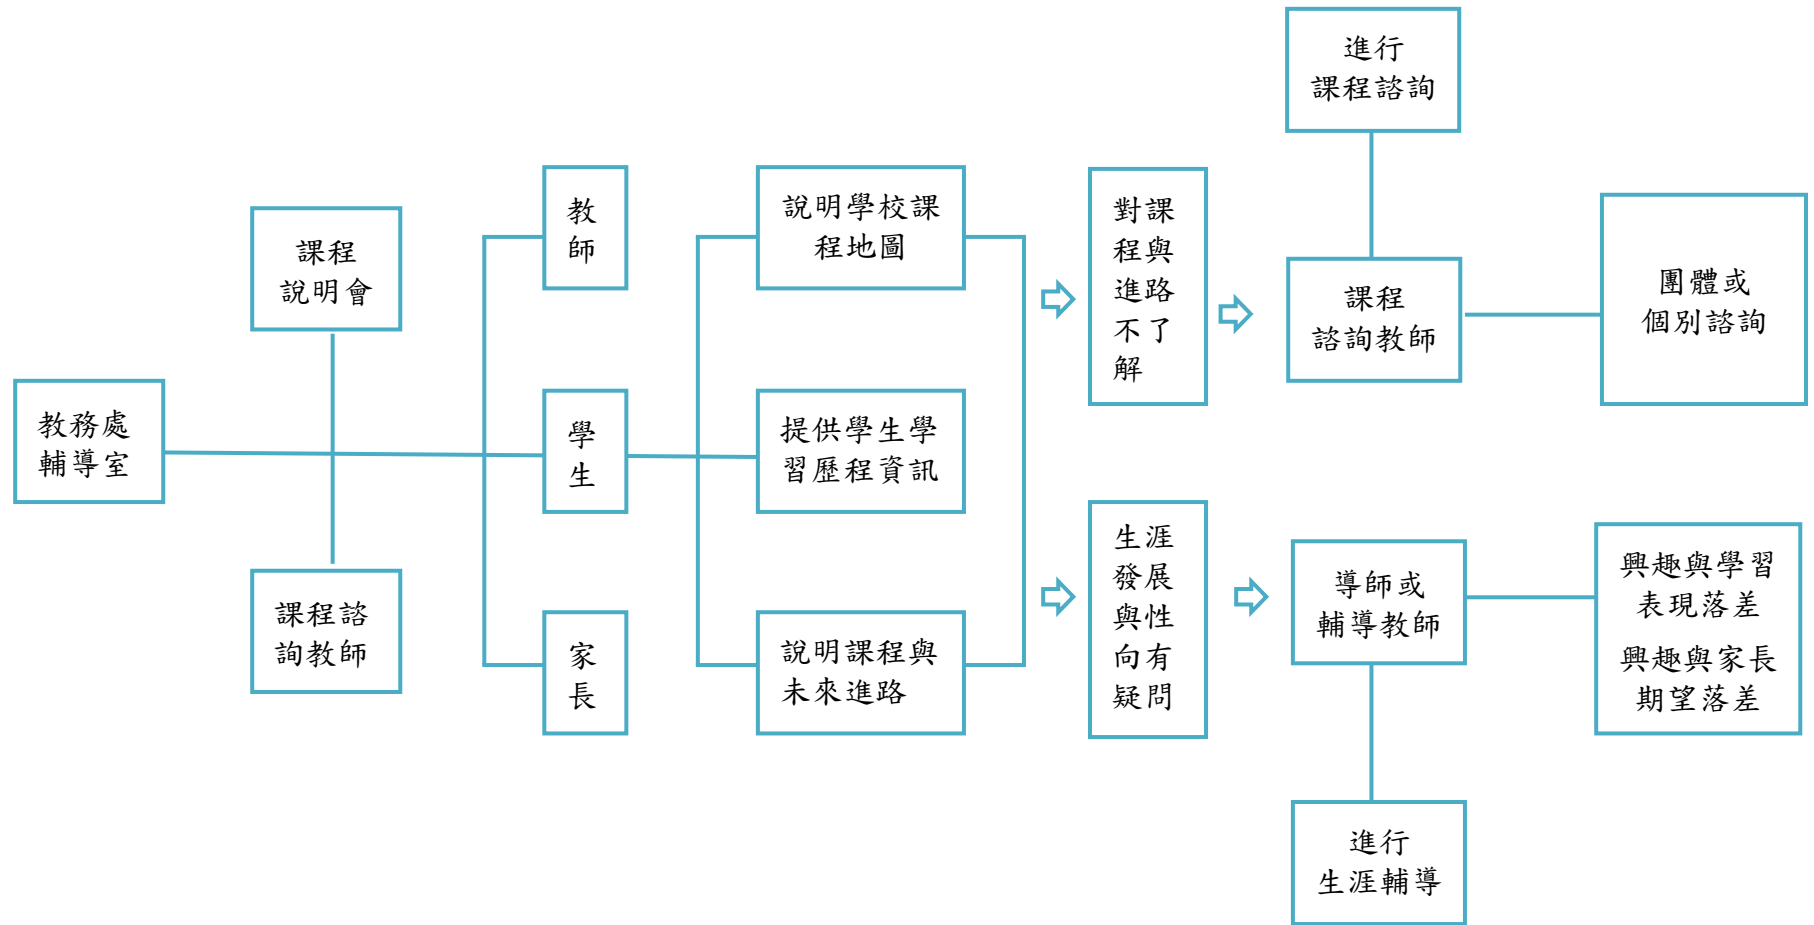 教務處
輔導室
課程
說明會
課程諮
詢教師
教
師
學
生
家
長
說明學校課
程地圖
提供學生學
習歷程資訊
說明課程與
未來進路
對課
程與
進路
不了
解
生涯
發展
與性
向有
疑問
進行
課程諮詢
課程
諮詢教師
團體或
個別諮詢
導師或
輔導教師
興趣與學習
表現落差
興趣與家長
期望落差
進行
生涯輔導